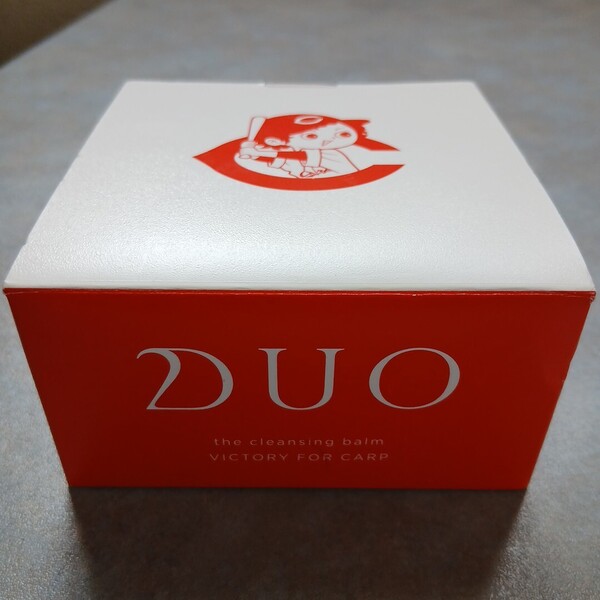 DUO
the cleansing balm
VICTORY FOR CARP